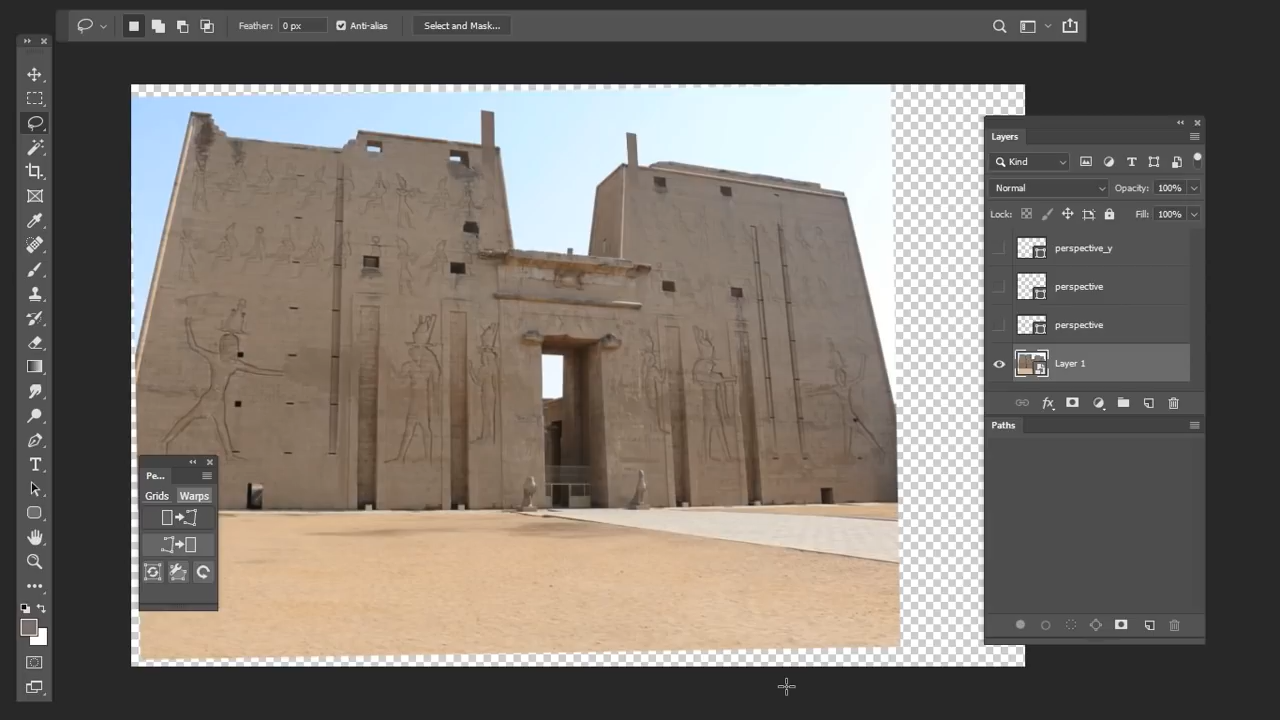 Feather: 0 px Anti-alias Select and Mask...
Layers
Kind
Normal Opacity: 100%
Lock: Fill: 100%
perspective_y
perspective
perspective
Layer 1
fx
Paths
Pe...
Grids Warps